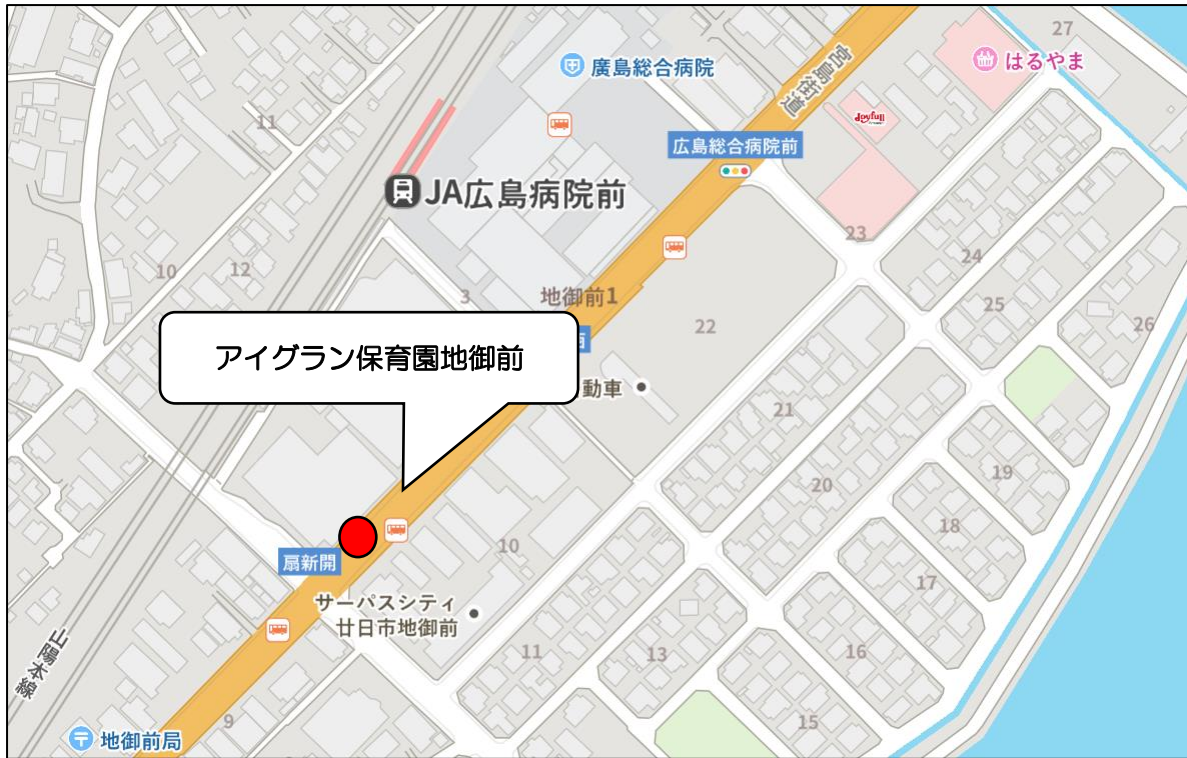 27
はるやま
廣島総合病院
宮島街道
Joyfull
11
広島総合病院前
JA広島病院前
23
24
10
12
3
地御前1
25
22
26
アイグラン保育園地御前
動車
21
19
20
18
10
扇新開
17
サーパスシティ
廿日市地御前
山陽本線
11
13
16
9
15
地御前局